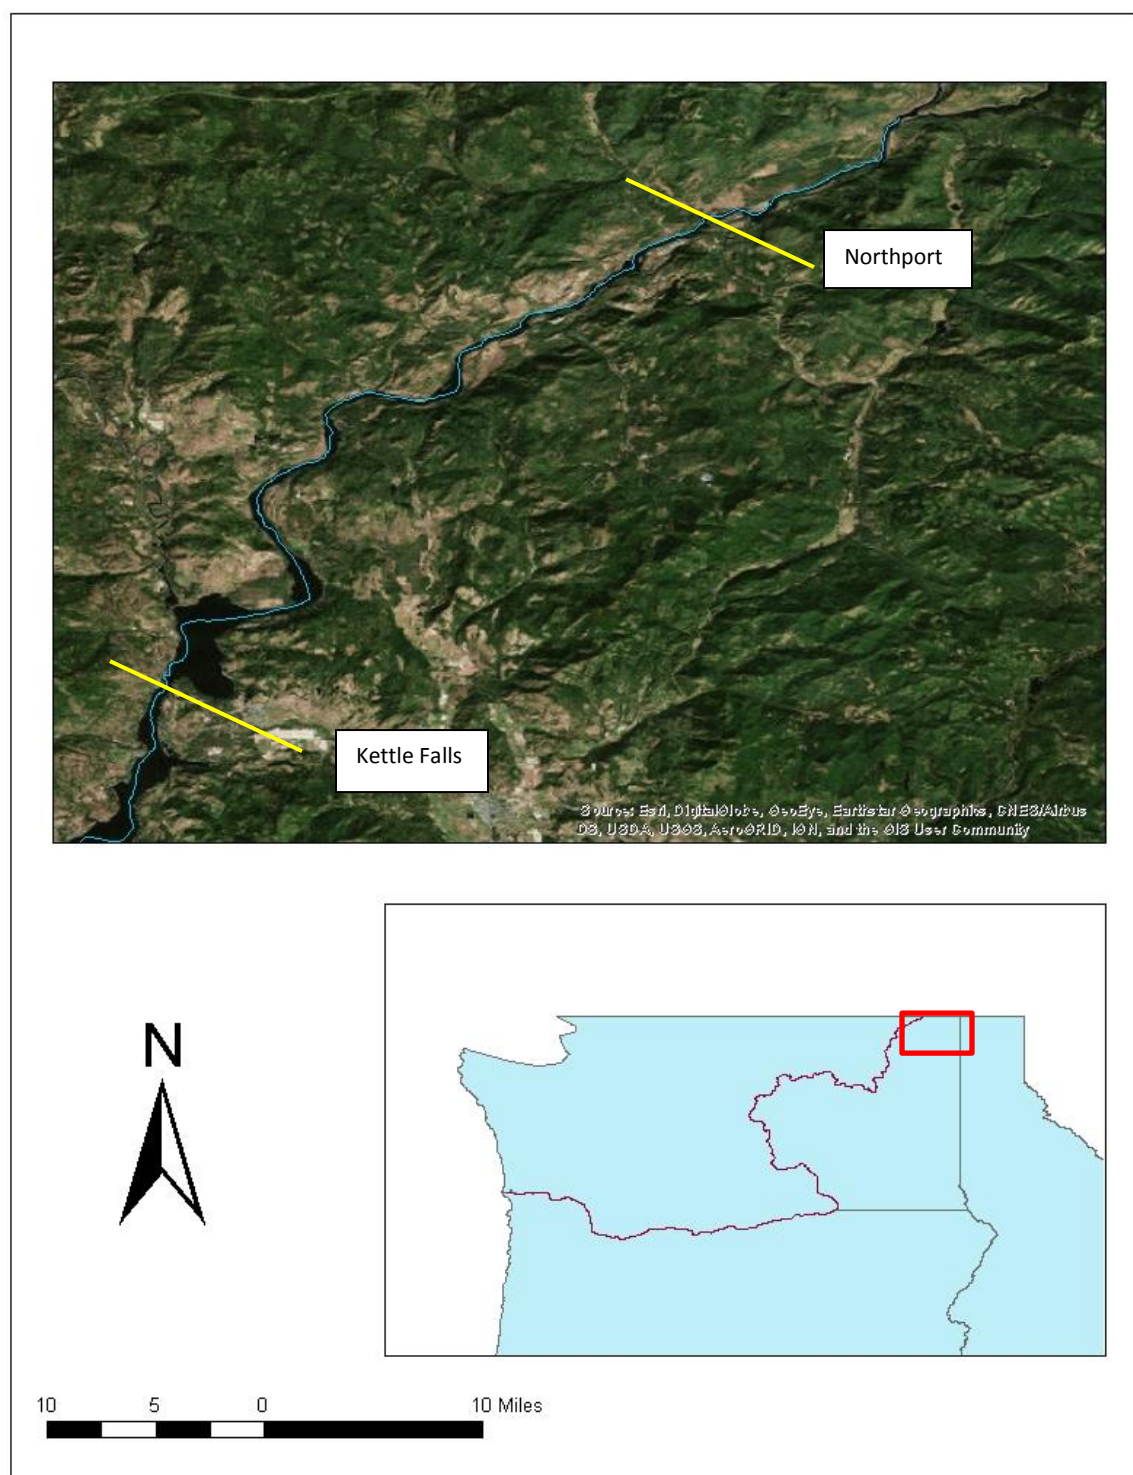 Northport
Kettle Falls
Source: Esri, DigitalGlobe, GeoEye, Earthstar Geographics, CNES/Airbus
DS, USDA, USGS, AeroGRID, IGN, and the GIS User Community
N
10 5 0 10 Miles